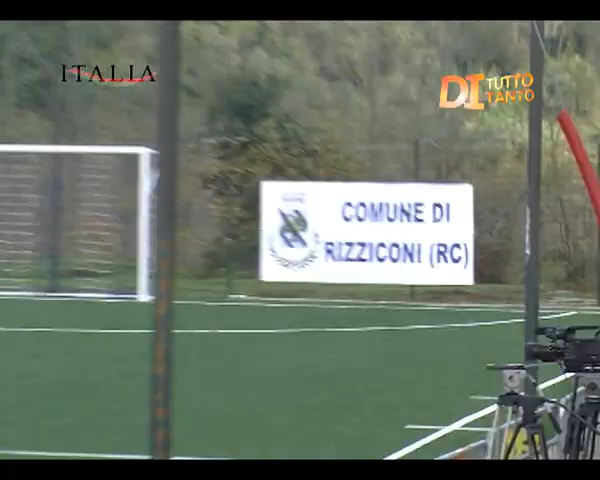 ITALIA
DI TUTTO
TANTO
COMUNE DI
RIZZICONI (RC)